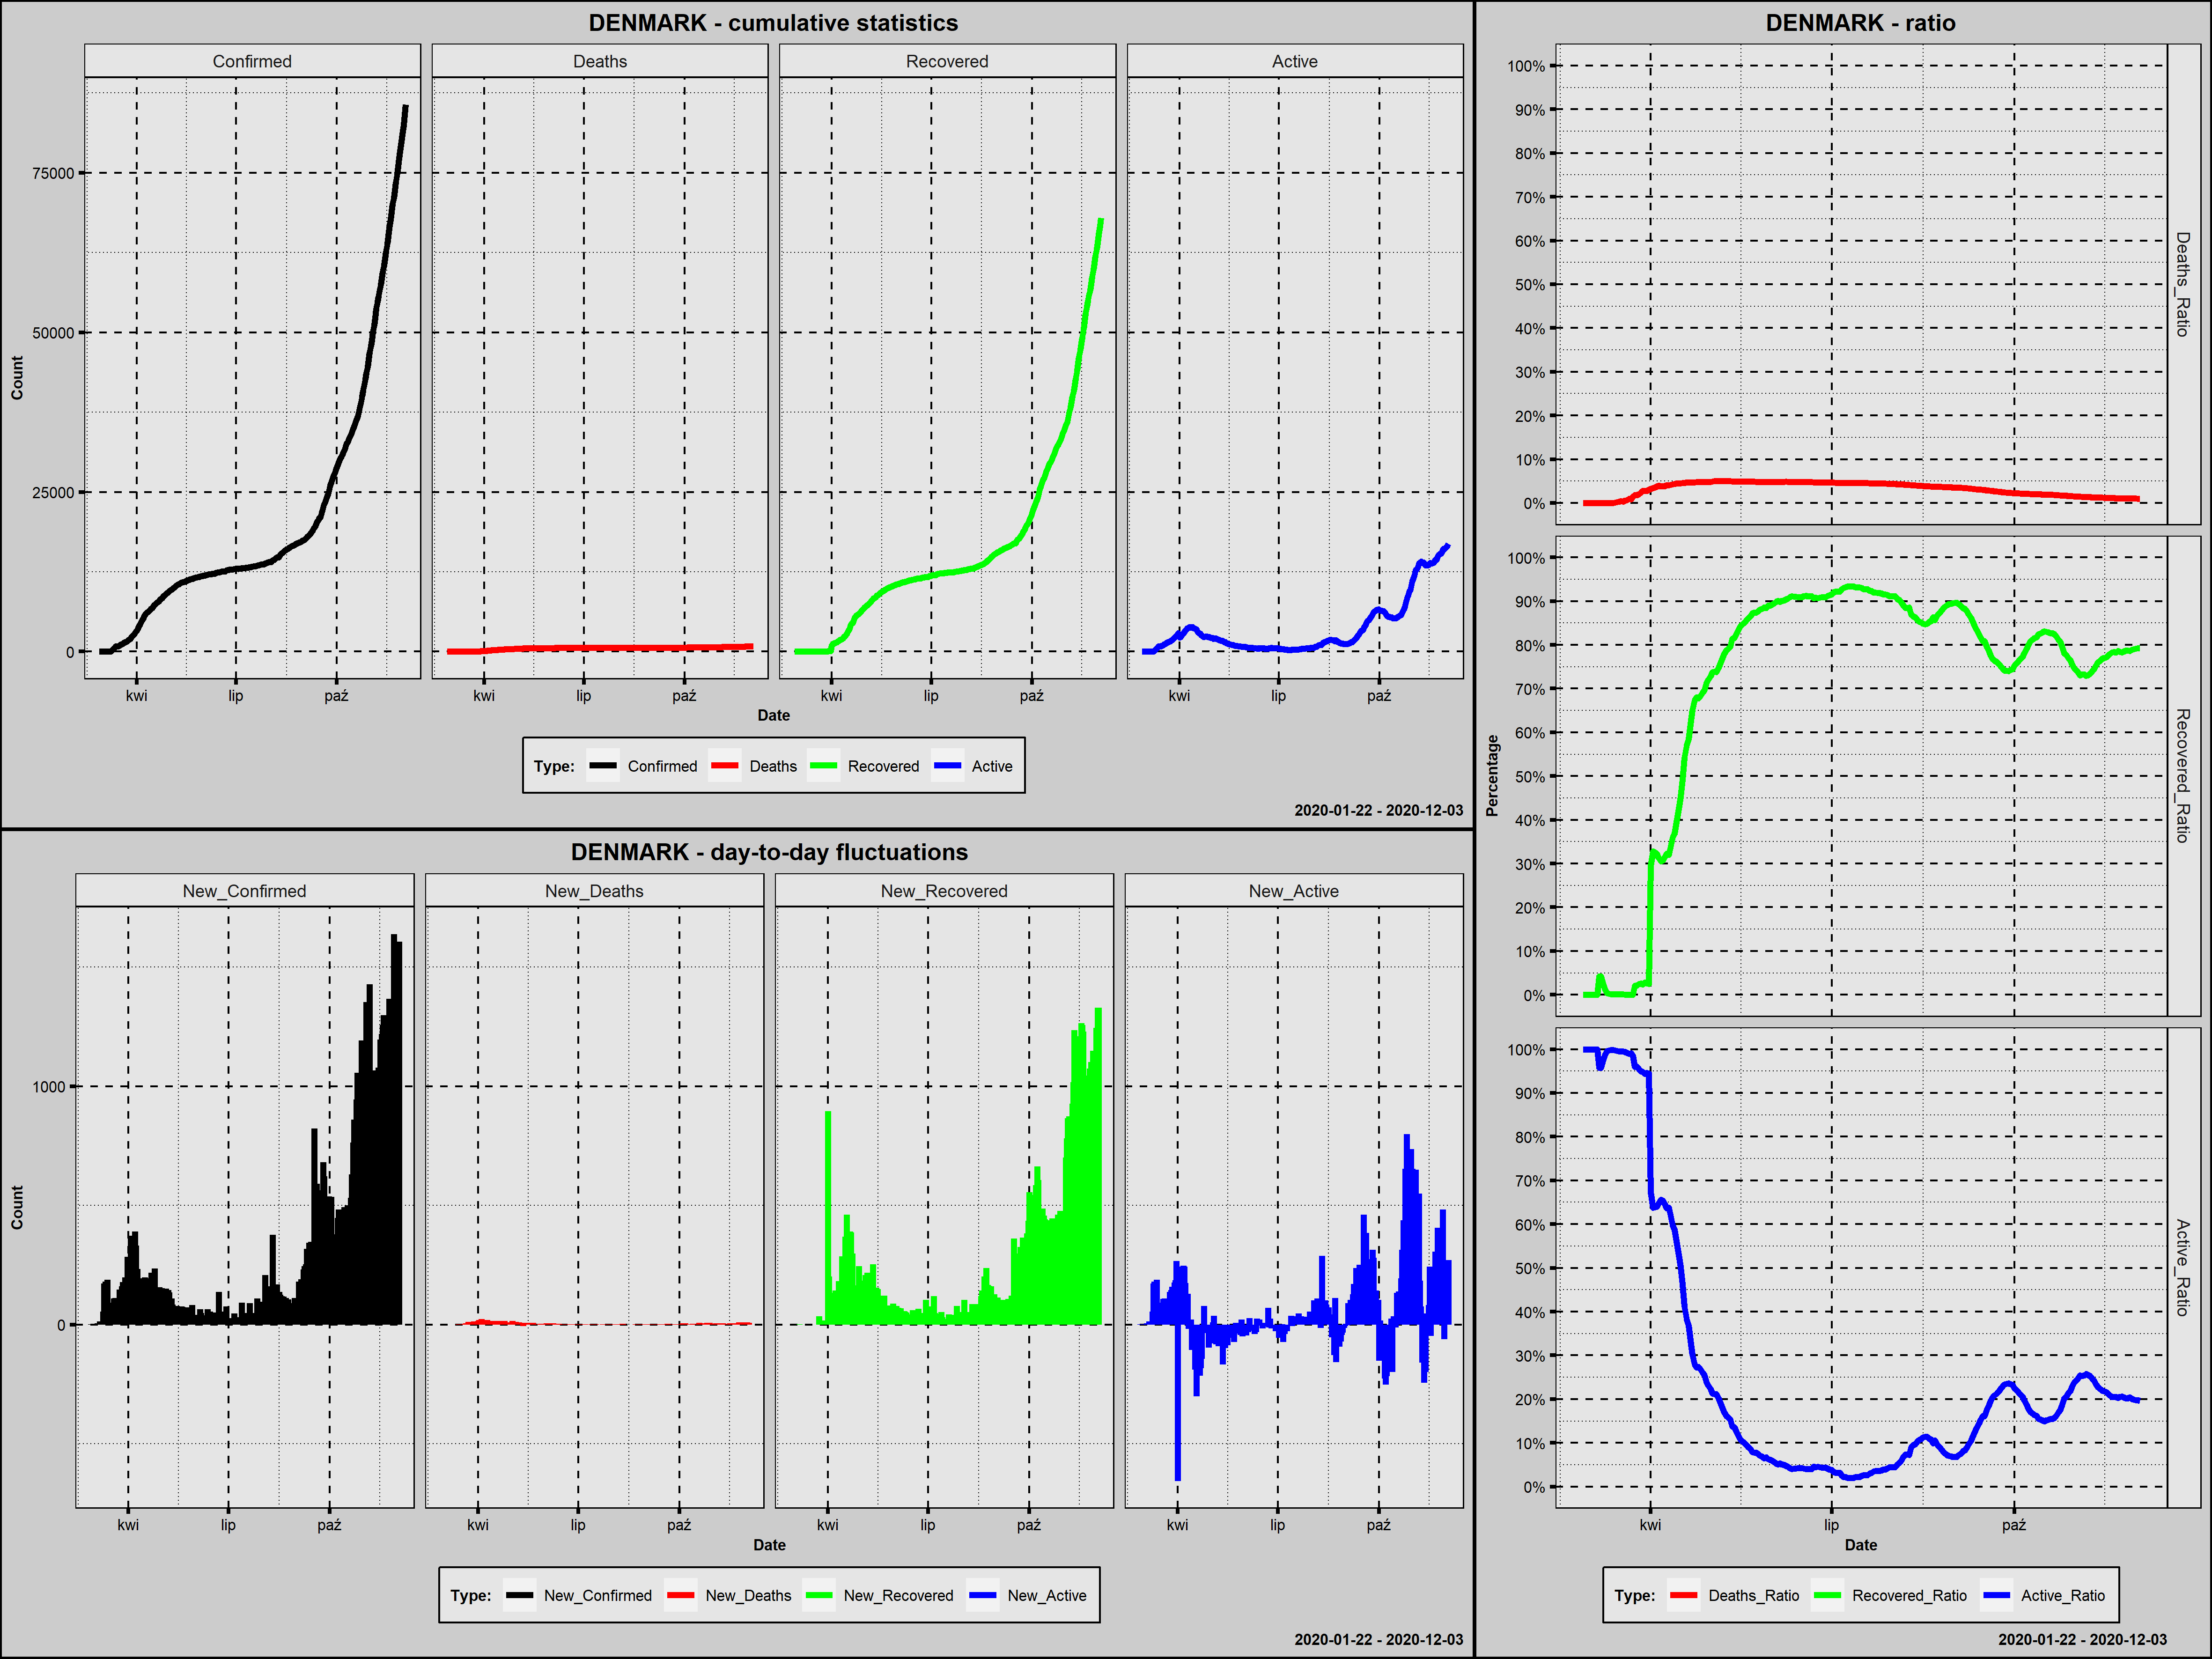 DENMARK - cumulative statistics
Confirmed Deaths Recovered Active
Count
75000
50000
25000
0
kwi lip paź kwi lip paź kwi lip paź kwi lip paź
Date
Type: Confirmed Deaths Recovered Active
2020-01-22 - 2020-12-03
DENMARK - day-to-day fluctuations
New_Confirmed New_Deaths New_Recovered New_Active
Count
1000
0
kwi lip paź kwi lip paź kwi lip paź kwi lip paź
Date
Type: New_Confirmed New_Deaths New_Recovered New_Active
2020-01-22 - 2020-12-03
DENMARK - ratio
Percentage
100%
90%
80%
70%
60%
50%
40%
30%
20%
10%
0%
Deaths_Ratio
100%
90%
80%
70%
60%
50%
40%
30%
20%
10%
0%
Recovered_Ratio
100%
90%
80%
70%
60%
50%
40%
30%
20%
10%
0%
Active_Ratio
kwi lip paź
Date
Type: Deaths_Ratio Recovered_Ratio Active_Ratio
2020-01-22 - 2020-12-03